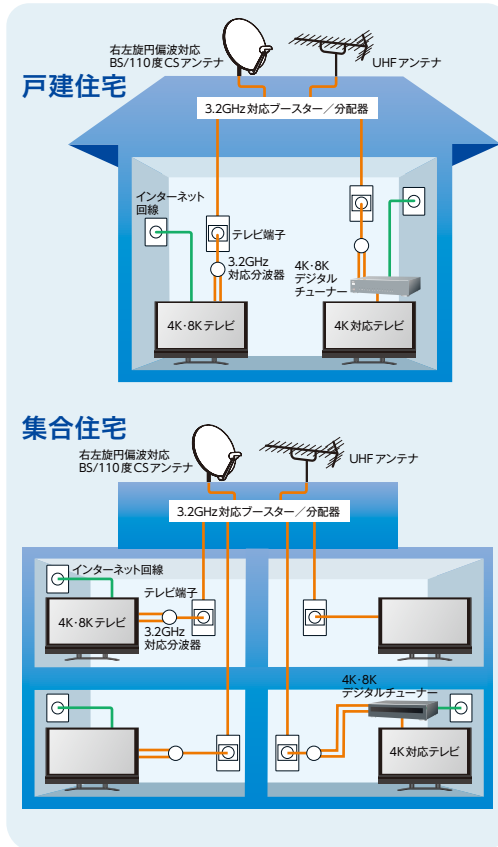 右左旋円偏波対応
BS/110度CSアンテナ
UHFアンテナ
戸建住宅
3.2GHz対応ブースター／分配器
インターネット
回線
テレビ端子
3.2GHz
対応分波器
4K･8K
デジタル
チューナー
4K･8Kテレビ
4K対応テレビ
集合住宅
右左旋円偏波対応
BS/110度CSアンテナ
UHFアンテナ
3.2GHz対応ブースター／分配器
インターネット回線
テレビ端子
4K･8Kテレビ
3.2GHz
対応分波器
4K･8K
デジタルチューナー
4K対応テレビ